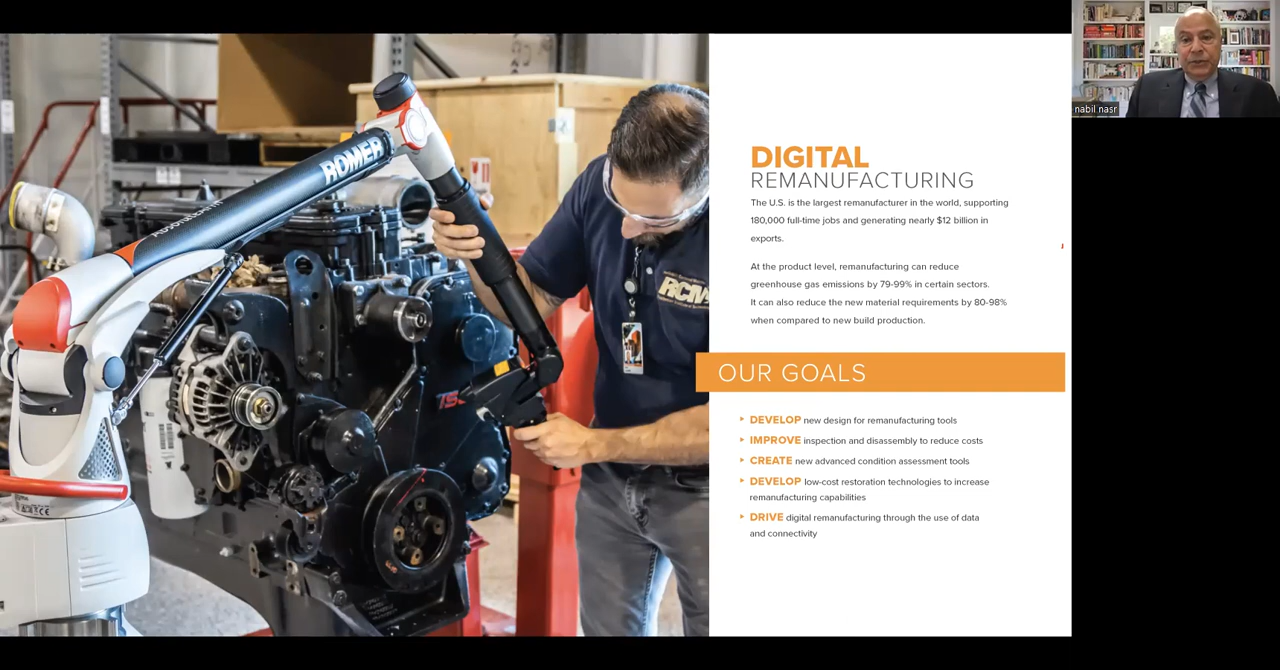 nabil nasr
ROMER
ABSOLUTE ARM
RCM
DIGITAL
REMANUFACTURING
The U.S. is the largest remanufacturer in the world, supporting
180,000 full-time jobs and generating nearly $12 billion in
exports.
At the product level, remanufacturing can reduce
greenhouse gas emissions by 79-99% in certain sectors.
It can also reduce the new material requirements by 80-98%
when compared to new build production.
OUR GOALS
▸ DEVELOP new design for remanufacturing tools
▸ IMPROVE inspection and disassembly to reduce costs
▸ CREATE new advanced condition assessment tools
▸ DEVELOP low-cost restoration technologies to increase
remanufacturing capabilities
▸ DRIVE digital remanufacturing through the use of data
and connectivity